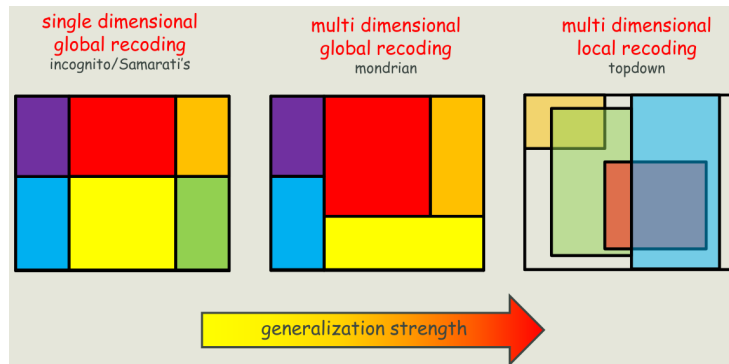 single dimensional
global recoding
incognito/Samarati's
multi dimensional
global recoding
mondrian
multi dimensional
local recoding
topdown
generalization strength